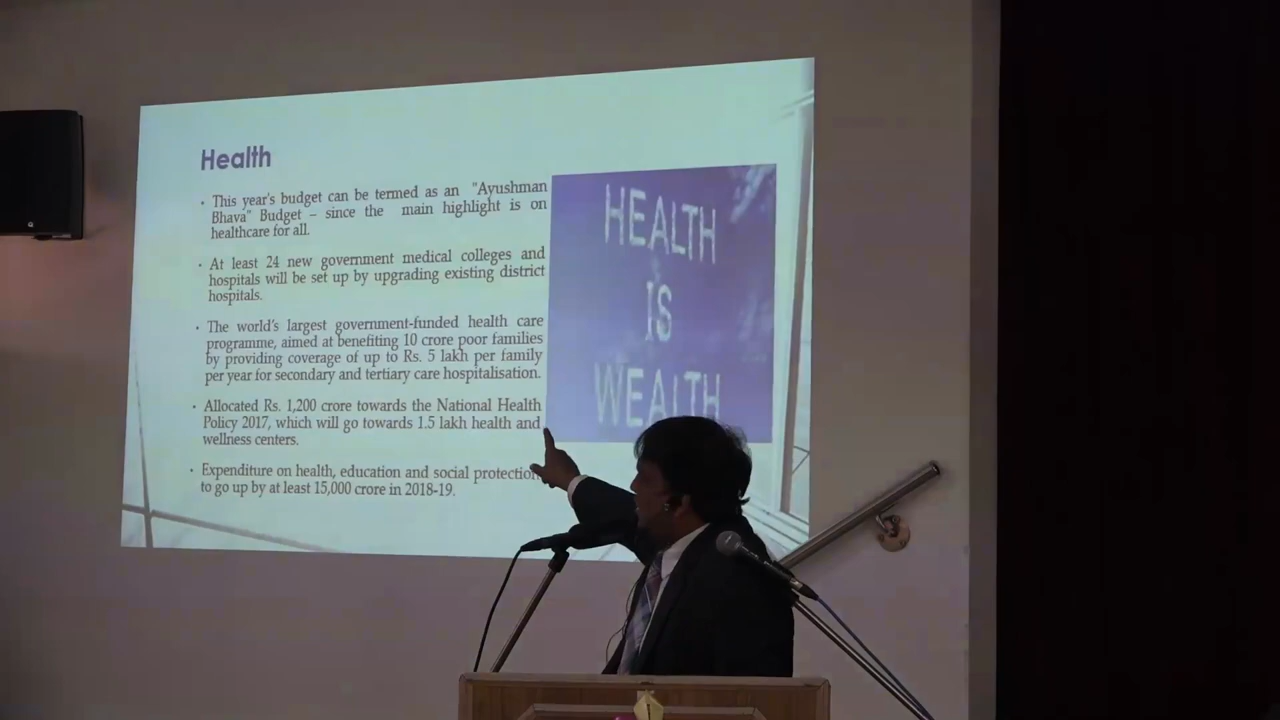 Health
· This year's budget can be termed as an "Ayushman
Bhava" Budget – since the main highlight is on
healthcare for all.
· At least 24 new government medical colleges and
hospitals will be set up by upgrading existing district
hospitals.
· The world's largest government-funded health care
programme, aimed at benefiting 10 crore poor families
by providing coverage of up to Rs. 5 lakh per family
per year for secondary and tertiary care hospitalisation.
· Allocated Rs. 1,200 crore towards the National Health
Policy 2017, which will go towards 1.5 lakh health and
wellness centers.
· Expenditure on health, education and social protection
to go up by at least 15,000 crore in 2018-19.
HEALTH
IS
WEALTH